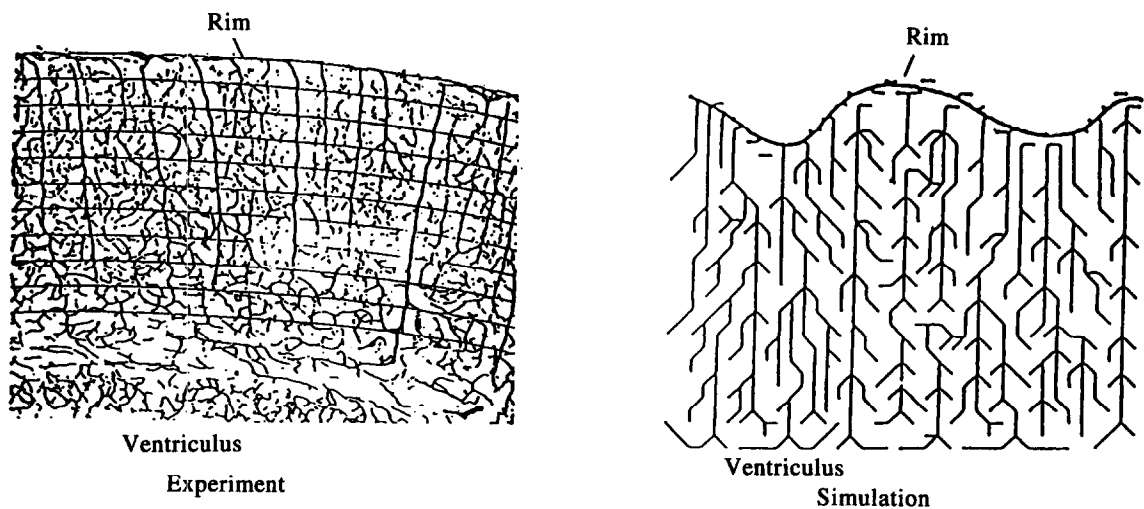 Rim
Ventriculus
Experiment
Rim
Ventriculus
Simulation